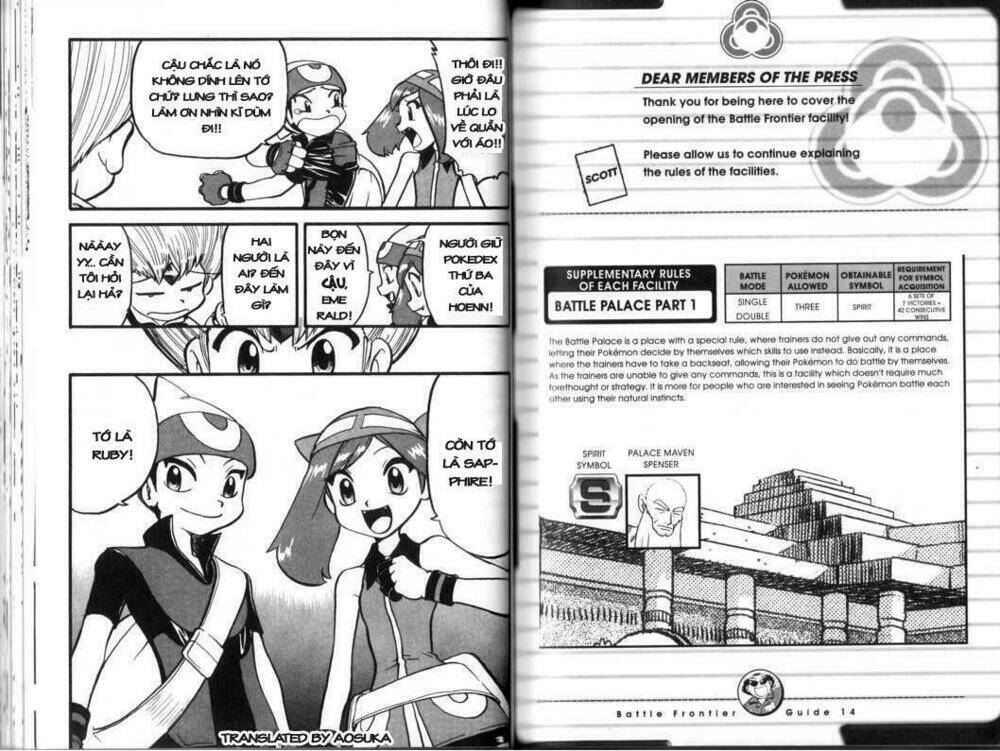 THÔI ĐI!!
GIỜ ĐÂU
PHẢI LÀ
LÚC LO
VỀ QUẦN
VỚI ÁO!!
CẬU CHẮC LÀ NÓ
KHÔNG DÍNH LÊN TỚ
CHỨ? LƯNG THÌ SAO?
LÀM ƠN NHÌN KĨ DÙM
ĐI!!
NGƯỜI GIỮ
POKEDEX
THỨ BA
CỦA
HOENN!
BỌN
NÀY ĐẾN
ĐÂY VÌ
CẬU,
EME
RALD!
HAI
NGƯỜI LÀ
AI? ĐẾN
ĐÂY LÀM
GÌ?
NÀÀAY
YY.. CẦN
TÔI HỎI
LẠI HẢ?
CÒN TỚ
LÀ SAP-
PHIRE!
TỚ LÀ
RUBY!
TRANSLATED BY AOSUKA
DEAR MEMBERS OF THE PRESS
Thank you for being here to cover the
opening of the Battle Frontier facility!
Please allow us to continue explaining
the rules of the facilities.
SCOTT
SUPPLEMENTARY RULES
OF EACH FACILITY
BATTLE PALACE PART 1
BATTLE MODE POKÉMON ALLOWED OBTAINABLE SYMBOL REQUIREMENT FOR SYMBOL ACQUISITION
SINGLE DOUBLE THREE SPIRIT 6 SETS OF 7 VICTORIES = 42 CONSECUTIVE WINS
The Battle Palace is a place with a special rule, where trainers do not give out any commands,
letting their Pokémon decide by themselves which skills to use instead. Basically, it is a place
where the trainers have to take a backseat, allowing their Pokémon to do battle by themselves.
As the trainers are unable to give any commands, this is a facility which doesn't require much
forethought or strategy. It is more for people who are interested in seeing Pokémon battle each
other using their natural instincts.
SPIRIT
SYMBOL
S
PALACE MAVEN
SPENSER
Battle Frontier Guide 14